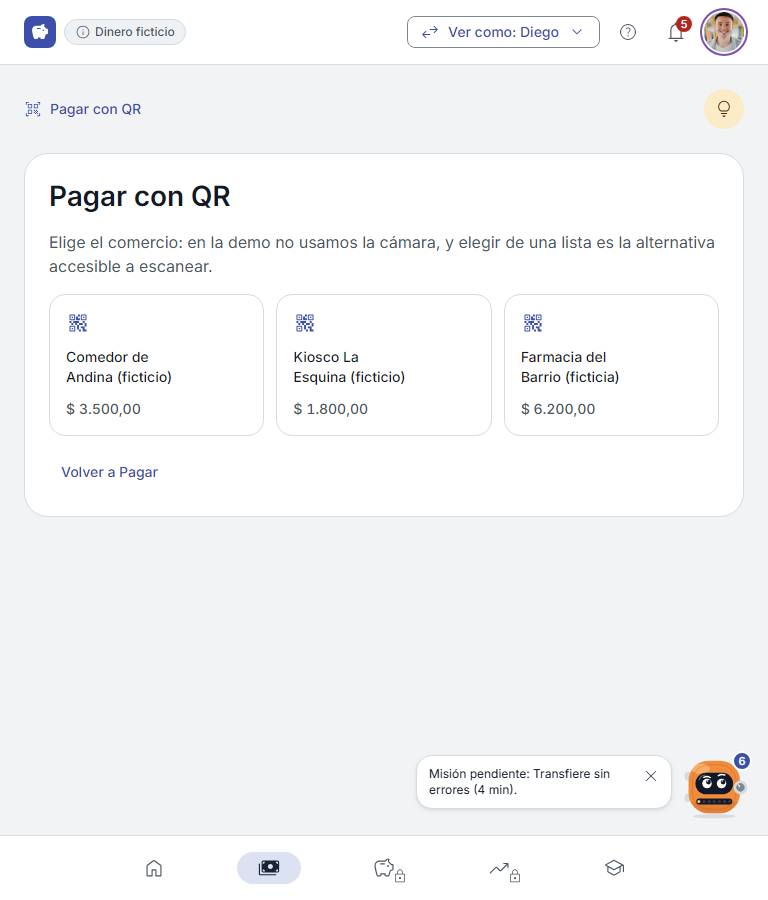 Dinero ficticio
Ver como: Diego
5
Pagar con QR
Pagar con QR
Elige el comercio: en la demo no usamos la cámara, y elegir de una lista es la alternativa
accesible a escanear.
Comedor de
Andina (ficticio)
$ 3.500,00
Kiosco La
Esquina (ficticio)
$ 1.800,00
Farmacia del
Barrio (ficticia)
$ 6.200,00
Volver a Pagar
Misión pendiente: Transfiere sin
errores (4 min).
6